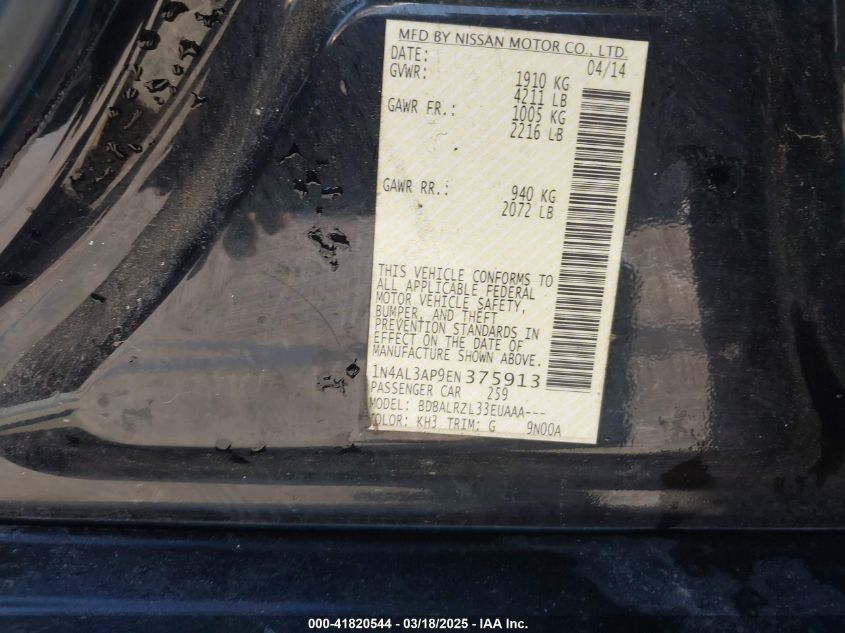 MFD BY NISSAN MOTOR CO., LTD.
DATE: 04/14
GVWR: 1910 KG
4211 LB
GAWR FR.: 1005 KG
2216 LB
GAWR RR.: 940 KG
2072 LB
THIS VEHICLE CONFORMS TO
ALL APPLICABLE FEDERAL
MOTOR VEHICLE SAFETY,
BUMPER, AND THEFT
PREVENTION STANDARDS IN
EFFECT ON THE DATE OF
MANUFACTURE SHOWN ABOVE.
1N4AL3AP9EN375913
PASSENGER CAR 259
MODEL: BDBALRZL33EUAAA---
COLOR: KH3 TRIM: G 9N00A
000-41820544 - 03/18/2025 - IAA Inc.